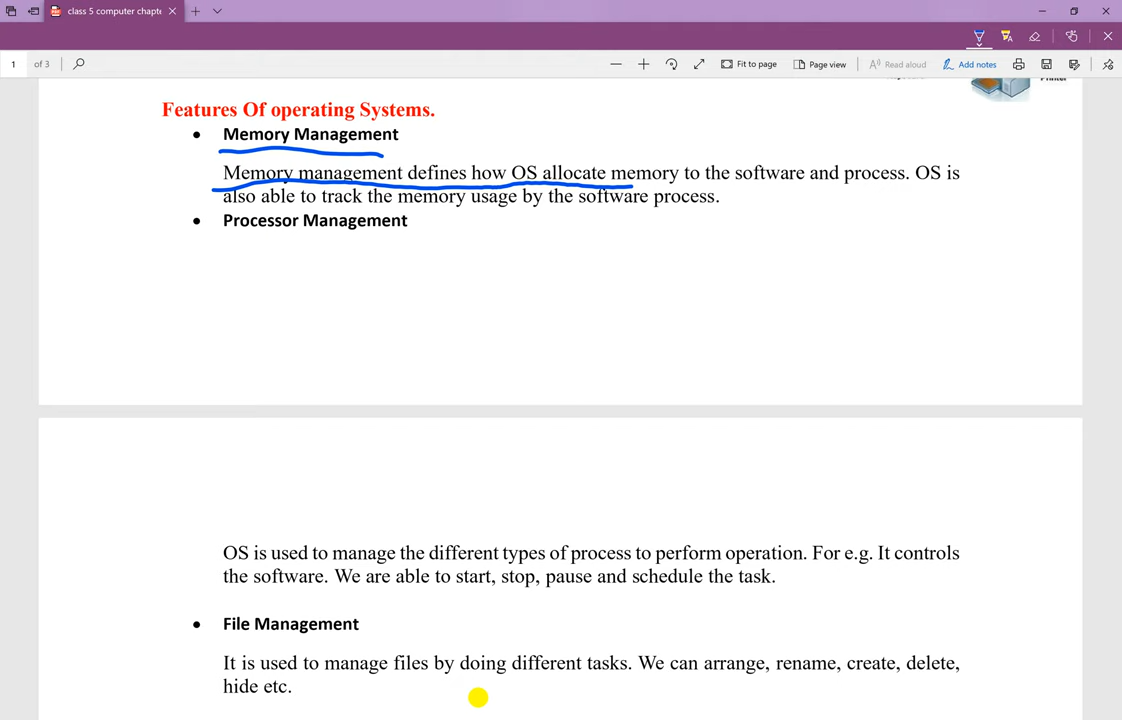 class 5 computer chapte
1 of 3
Fit to page
Page view
Read aloud
Add notes
Printer
Features Of operating Systems.
• Memory Management
Memory management defines how OS allocate memory to the software and process. OS is
also able to track the memory usage by the software process.
• Processor Management
OS is used to manage the different types of process to perform operation. For e.g. It controls
the software. We are able to start, stop, pause and schedule the task.
• File Management
It is used to manage files by doing different tasks. We can arrange, rename, create, delete,
hide etc.